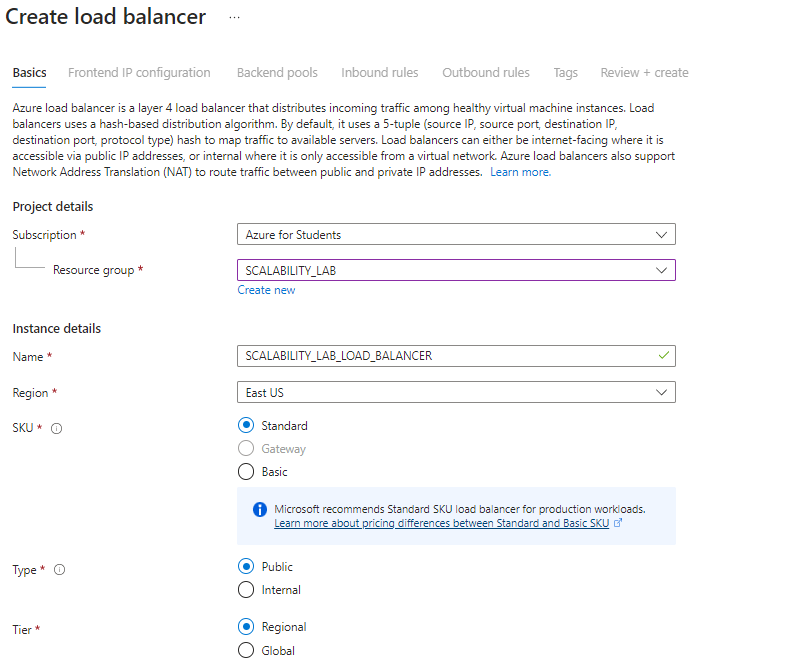 Create load balancer ...
Basics Frontend IP configuration Backend pools Inbound rules Outbound rules Tags Review + create
Azure load balancer is a layer 4 load balancer that distributes incoming traffic among healthy virtual machine instances. Load
balancers uses a hash-based distribution algorithm. By default, it uses a 5-tuple (source IP, source port, destination IP,
destination port, protocol type) hash to map traffic to available servers. Load balancers can either be internet-facing where it is
accessible via public IP addresses, or internal where it is only accessible from a virtual network. Azure load balancers also support
Network Address Translation (NAT) to route traffic between public and private IP addresses. Learn more.
Project details
Subscription * Azure for Students
Resource group * SCALABILITY_LAB
Create new
Instance details
Name * SCALABILITY_LAB_LOAD_BALANCER
Region * East US
SKU * Standard
Gateway
Basic
Microsoft recommends Standard SKU load balancer for production workloads.
Learn more about pricing differences between Standard and Basic SKU
Type * Public
Internal
Tier * Regional
Global